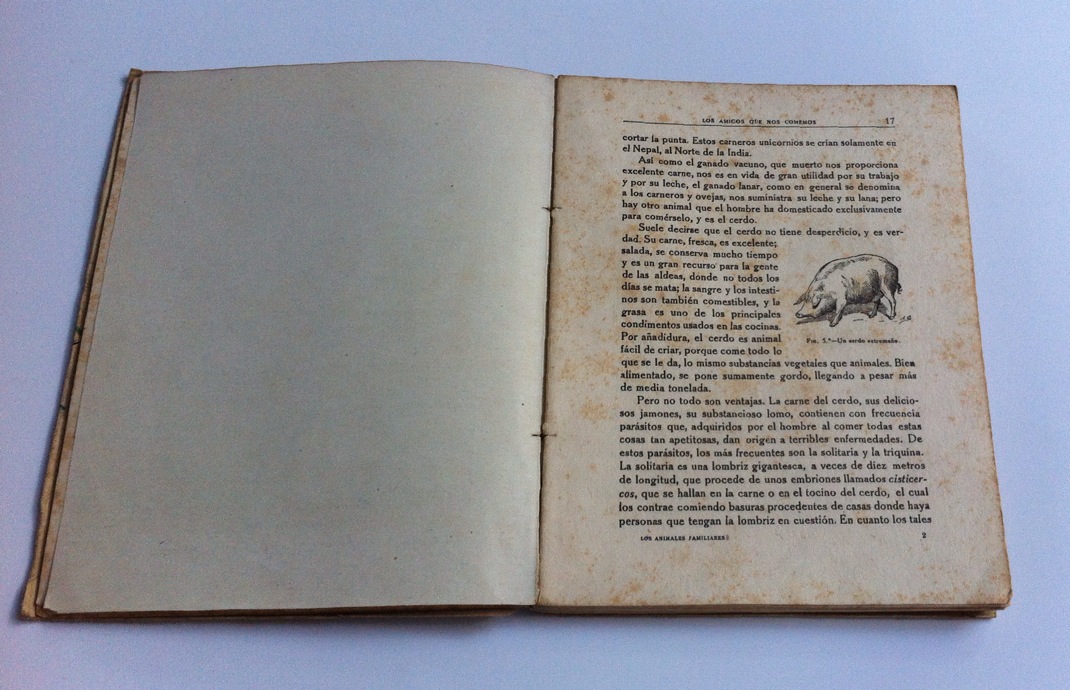 LOS AMIGOS QUE NOS COMEMOS 17
cortar la punta. Estos carneros unicornios se crían solamente en
el Nepal, al Norte de la India.
Así como el ganado vacuno, que muerto nos proporciona
excelente carne, nos es en vida de gran utilidad por su trabajo
y por su leche, el ganado lanar, como en general se denomina
a los carneros y ovejas, nos suministra su leche y su lana; pero
hay otro animal que el hombre ha domesticado exclusivamente
para comérselo, y es el cerdo.
Suele decirse que el cerdo no tiene desperdicio, y es ver-
dad. Su carne, fresca, es excelente;
salada, se conserva mucho tiempo
y es un gran recurso para la gente
de las aldeas, donde no todos los
días se mata; la sangre y los intesti-
nos son también comestibles, y la
grasa es uno de los principales
condimentos usados en las cocinas.
Por añadidura, el cerdo es animal
fácil de criar, porque come todo lo
FIG. 5.ª—Un cerdo extremeño.
que se le da, lo mismo substancias vegetales que animales. Bien
alimentado, se pone sumamente gordo, llegando a pesar más
de media tonelada.
Pero no todo son ventajas. La carne del cerdo, sus delicio-
sos jamones, su substancioso lomo, contienen con frecuencia
parásitos que, adquiridos por el hombre al comer todas estas
cosas tan apetitosas, dan origen a terribles enfermedades. De
estos parásitos, los más frecuentes son la solitaria y la triquina.
La solitaria es una lombriz gigantesca, a veces de diez metros
de longitud, que procede de unos embriones llamados cisticer-
cos, que se hallan en la carne o en el tocino del cerdo, el cual
los contrae comiendo basuras procedentes de casas donde haya
personas que tengan la lombriz en cuestión. En cuanto los tales
LOS ANIMALES FAMILIARES 2